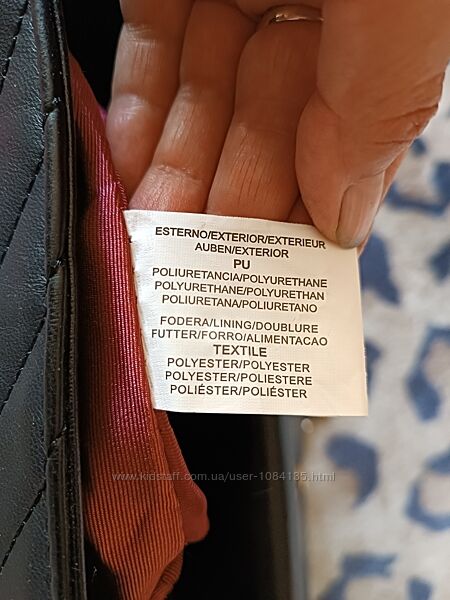 ESTERNO/EXTERIOR/EXTERIEUR
AUBEN/EXTERIOR
PU
POLIURETANCIA/POLYURETHANE
POLYURETHANE/POLYURETHAN
POLIURETANA/POLIURETANO
FODERA/LINING/DOUBLURE
FUTTER/FORRO/ALIMENTACAO
TEXTILE
POLYESTER/POLYESTER
POLYESTER/POLIESTERE
POLIÉSTER/POLIÉSTER
www.kidstaff.com.ua/user-1084185.html